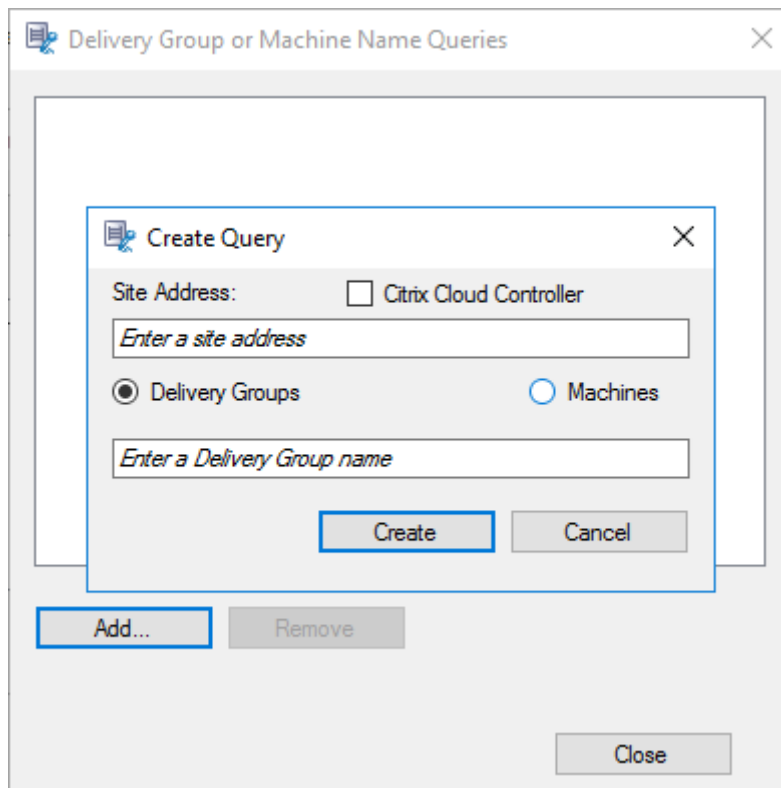 Delivery Group or Machine Name Queries
Create Query
Site Address: Citrix Cloud Controller
Enter a site address
Delivery Groups Machines
Enter a Delivery Group name
Create Cancel
Add... Remove
Close